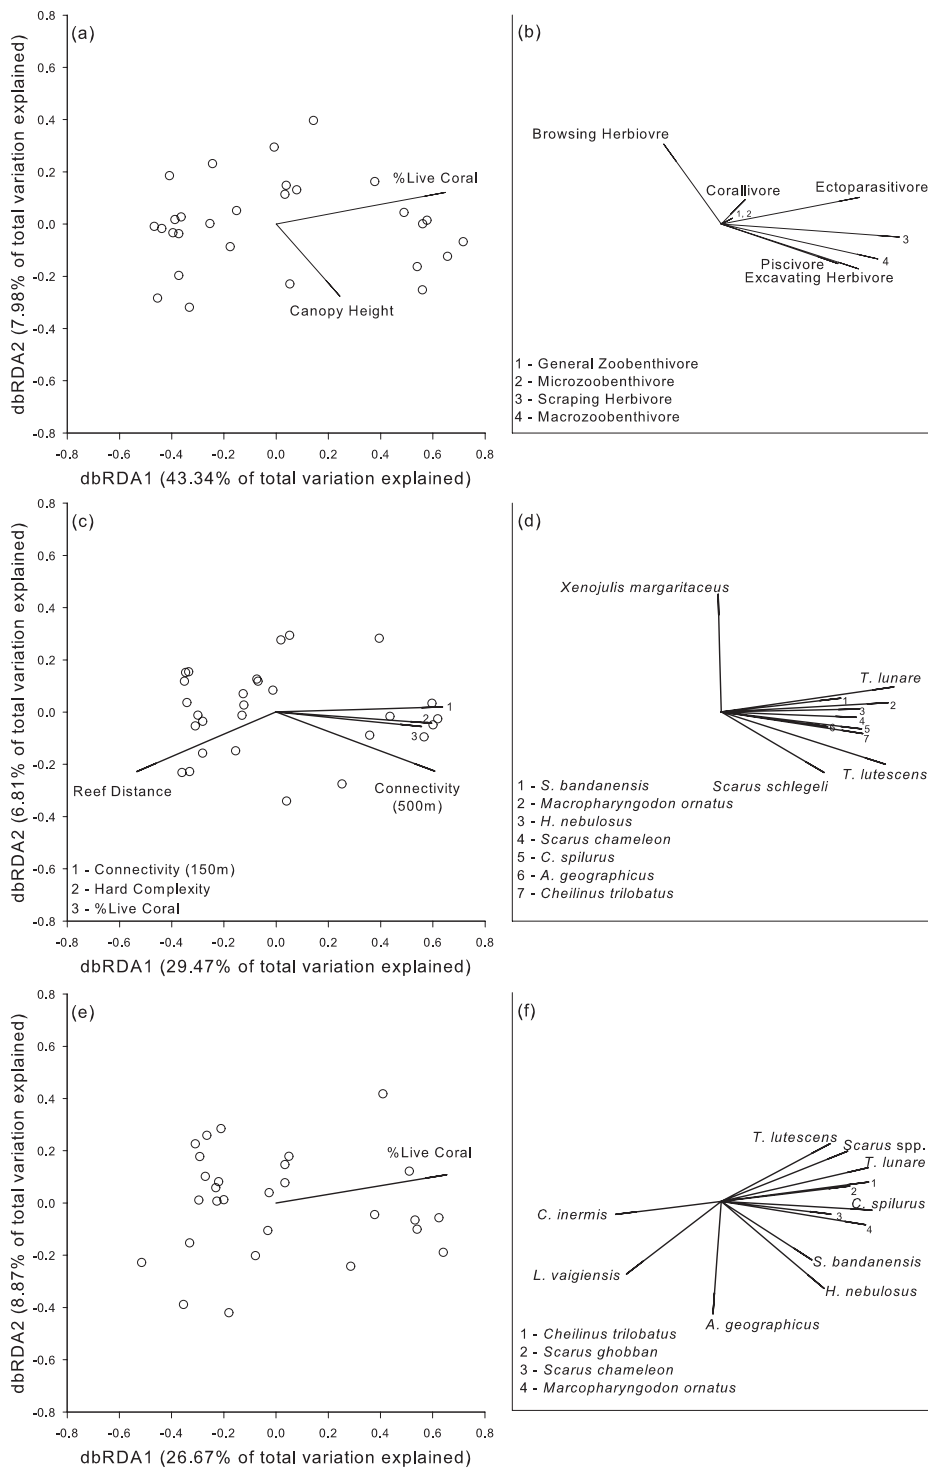 (a)
0.8
0.6
0.4
0.2
0.0
-0.2
-0.4
-0.6
-0.8
dbRDA2 (7.98% of total variation explained)
%Live Coral
Canopy Height
-0.8 -0.6 -0.4 -0.2 0.0 0.2 0.4 0.6 0.8
dbRDA1 (43.34% of total variation explained)
(b)
Browsing Herbiovre
Corallivore
Ectoparasitivore
1, 2
3
4
Piscivore
Excavating Herbivore
1 - General Zoobenthivore
2 - Microzoobenthivore
3 - Scraping Herbivore
4 - Macrozoobenthivore
(c)
0.8
0.6
0.4
0.2
0.0
-0.2
-0.4
-0.6
-0.8
dbRDA2 (6.81% of total variation explained)
1
2
3
Reef Distance
Connectivity
(500m)
1 - Connectivity (150m)
2 - Hard Complexity
3 - %Live Coral
-0.8 -0.6 -0.4 -0.2 0.0 0.2 0.4 0.6 0.8
dbRDA1 (29.47% of total variation explained)
(d)
Xenojulis margaritaceus
T. lunare
1
2
3
4
5
6
7
T. lutescens
Scarus schlegeli
1 - S. bandanensis
2 - Macropharyngodon ornatus
3 - H. nebulosus
4 - Scarus chameleon
5 - C. spilurus
6 - A. geographicus
7 - Cheilinus trilobatus
(e)
0.8
0.6
0.4
0.2
0.0
-0.2
-0.4
-0.6
-0.8
dbRDA2 (8.87% of total variation explained)
%Live Coral
-0.8 -0.6 -0.4 -0.2 0.0 0.2 0.4 0.6 0.8
dbRDA1 (26.67% of total variation explained)
(f)
T. lutescens
Scarus spp.
T. lunare
1
2
C. spilurus
3
4
C. inermis
S. bandanensis
L. vaigiensis
H. nebulosus
A. geographicus
1 - Cheilinus trilobatus
2 - Scarus ghobban
3 - Scarus chameleon
4 - Marcopharyngodon ornatus